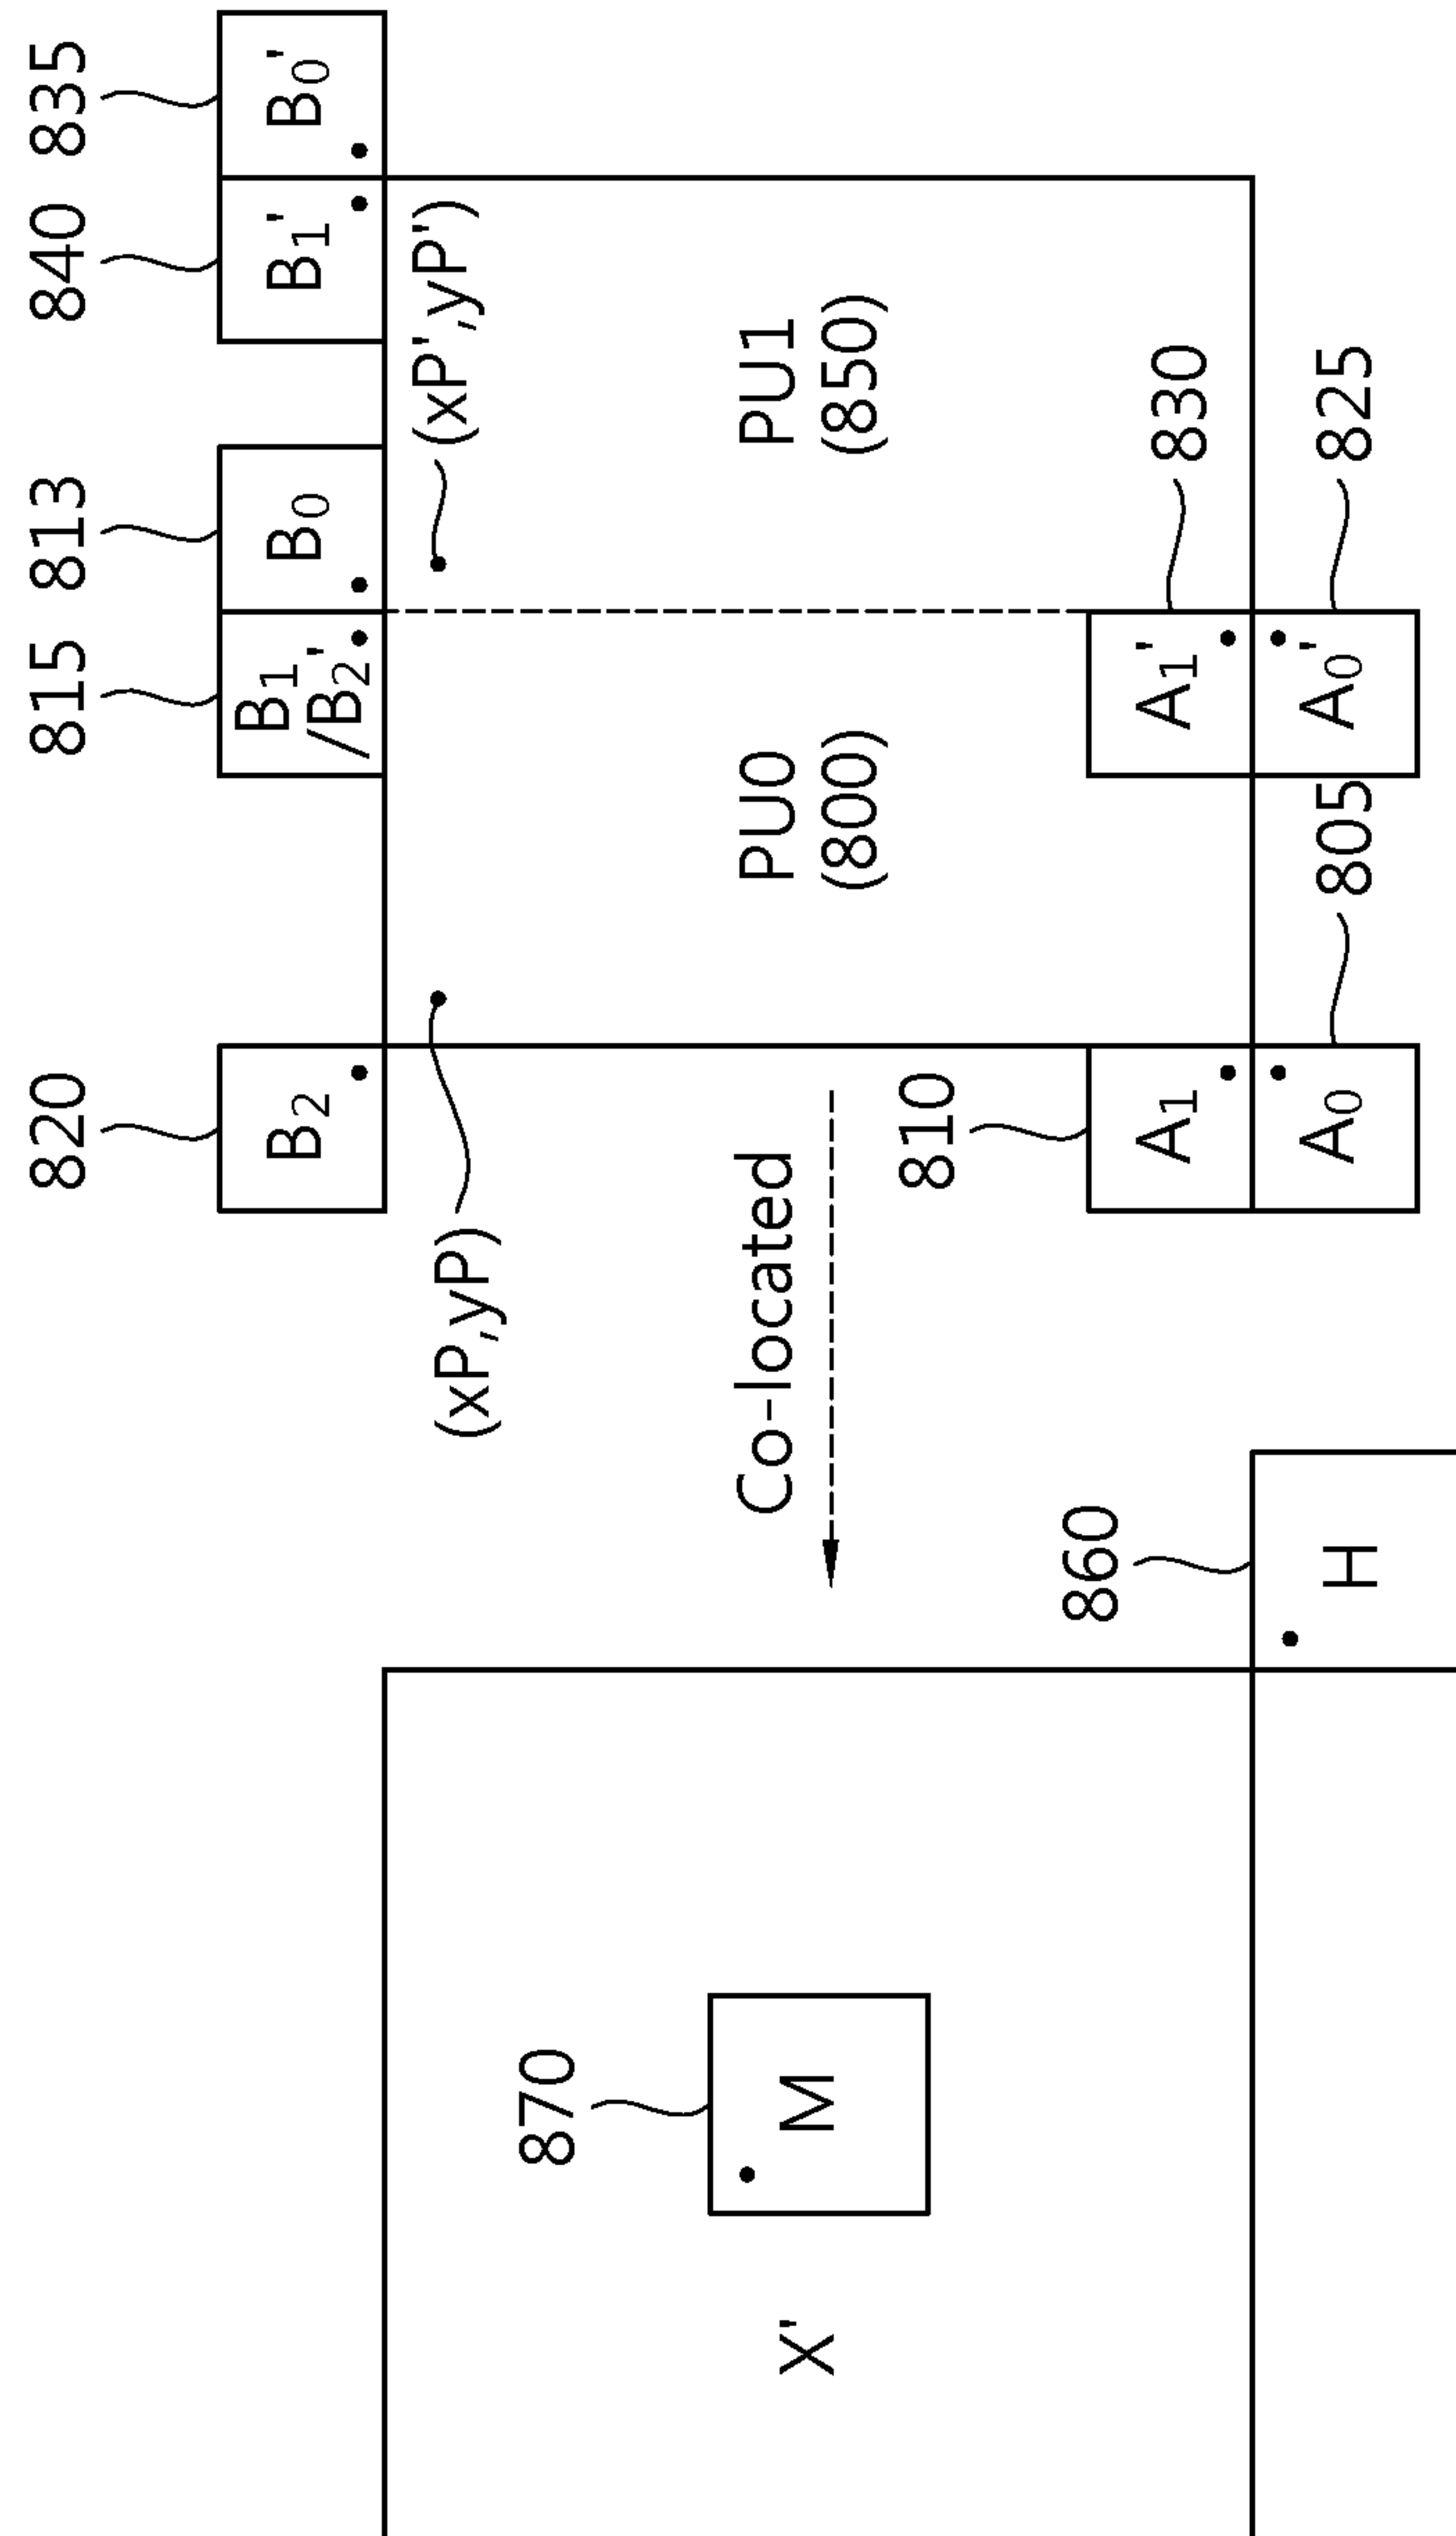 820 815 813 840 835
B2 B1 /B2' B0 B1' B0'
(xP,yP) (xP',yP')
870
X' M Co-located PU0 PU1
(800) (850)
810
860 A1 A1' 830
H A0 805 A0' 825